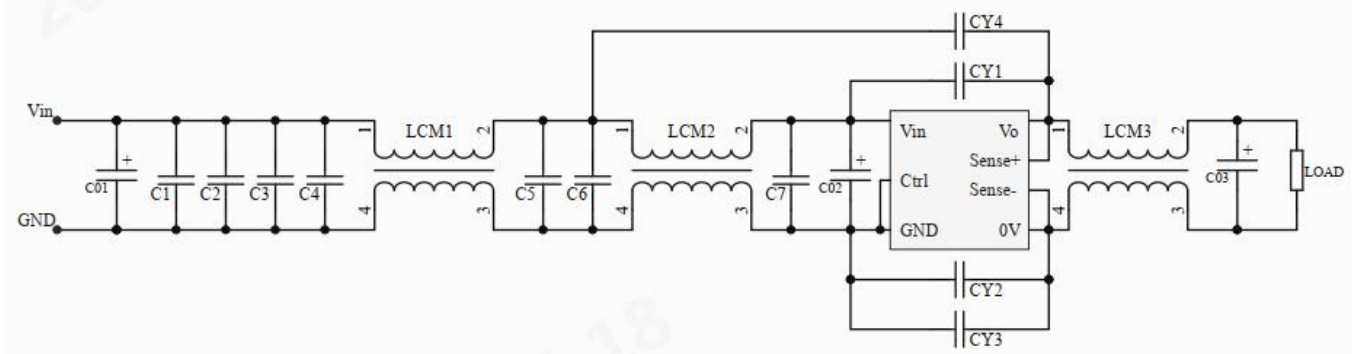 CY4
CY1
Vin
1 LCM1 2
1 LCM2 2
Vin Vo
1 LCM3 2
Sense+
+
C01 C1 C2 C3 C4
C5 C6
C7 + C02
Ctrl
Sense-
+
C03
LOAD
GND
4 3
4 3
GND 0V
4 3
CY2
CY3